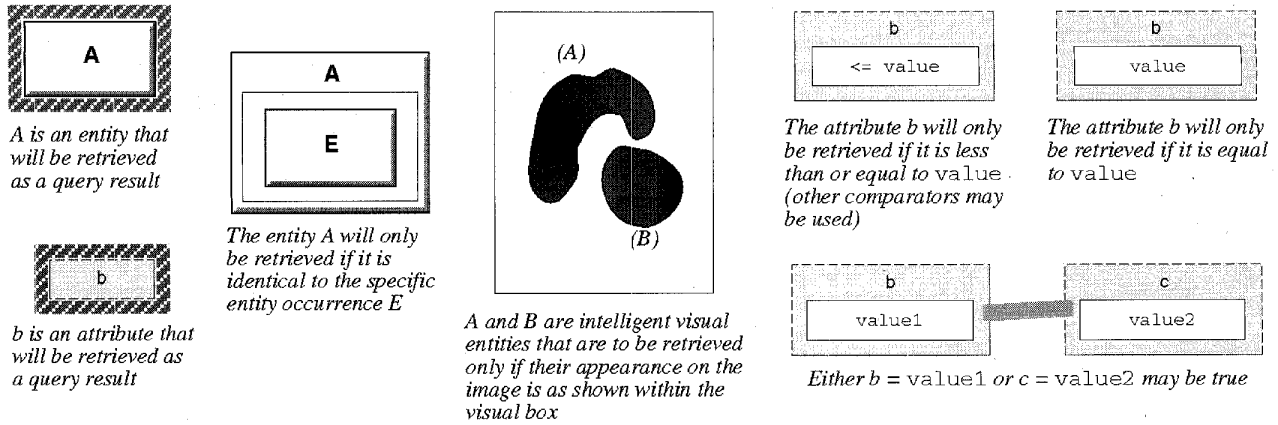 A
A is an entity that
will be retrieved
as a query result
b
b is an attribute that
will be retrieved as
a query result
A
E
The entity A will only
be retrieved if it is
identical to the specific
entity occurrence E
(A)
(B)
A and B are intelligent visual
entities that are to be retrieved
only if their appearance on the
image is as shown within the
visual box
b
<= value
The attribute b will only
be retrieved if it is less
than or equal to value
(other comparators may
be used)
b
value
The attribute b will only
be retrieved if it is equal
to value
b
value1
c
value2
Either b = value1 or c = value2 may be true